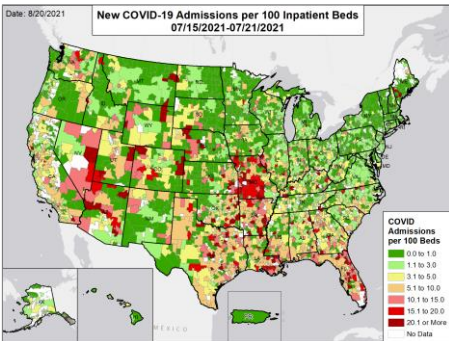 Date: 8/20/2021
New COVID-19 Admissions per 100 Inpatient Beds
07/15/2021-07/21/2021
MÉXICO
COVID
Admissions
per 100 Beds
0.0 to 1.0
1.1 to 3.0
3.1 to 5.0
5.1 to 10.0
10.1 to 15.0
15.1 to 20.0
20.1 or More
No Data